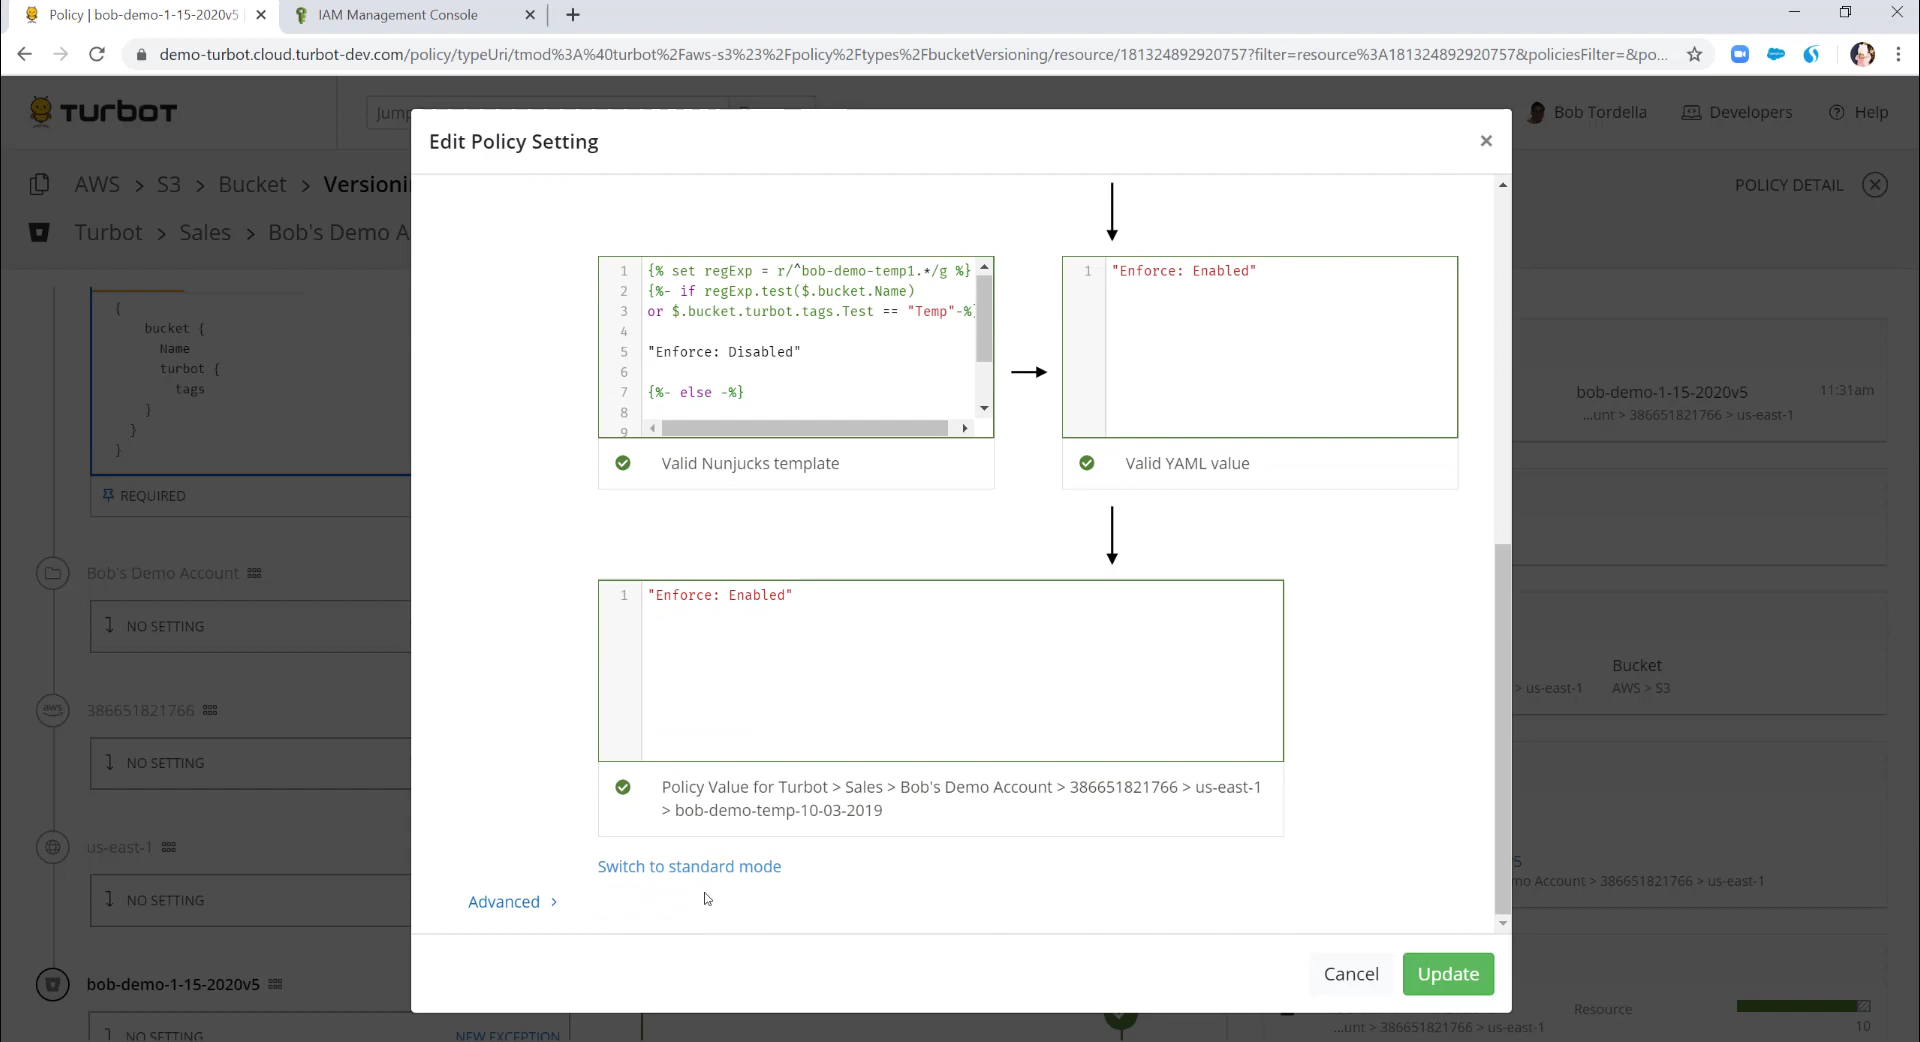 Policy | bob-demo-1-15-2020v5
IAM Management Console
demo-turbot.cloud.turbot-dev.com/policy/typeUri/tmod%3A%40turbot%2Faws-s3%23%2Fpolicy%2Ftypes%2FbucketVersioning/resource/181324892920757?filter=resource%3A181324892920757&policiesFilter=&po...
TURBOT
Jump
Bob Tordella
Developers
Help
Edit Policy Setting
AWS > S3 > Bucket > Versioni
POLICY DETAIL
Turbot > Sales > Bob's Demo A
{
bucket {
Name
turbot {
tags
}
}
}
REQUIRED
1 {% set regExp = r/^bob-demo-temp1.*/g %}
2 {%- if regExp.test($.bucket.Name)
3 or $.bucket.turbot.tags.Test == "Temp"-%}
4
5 "Enforce: Disabled"
6
7 {%- else -%}
8
9
1 "Enforce: Enabled"
Valid Nunjucks template
Valid YAML value
bob-demo-1-15-2020v5
11:31am
...unt > 386651821766 > us-east-1
Bob's Demo Account
NO SETTING
386651821766
aws
NO SETTING
us-east-1
NO SETTING
bob-demo-1-15-2020v5
NO SETTING
NEW EXCEPTION
1 "Enforce: Enabled"
Policy Value for Turbot > Sales > Bob's Demo Account > 386651821766 > us-east-1
> bob-demo-temp-10-03-2019
Switch to standard mode
Advanced >
Cancel
Update
Bucket
> us-east-1
AWS > S3
mo Account > 386651821766 > us-east-1
Resource
...unt > 386651821766 > us-east-1
10